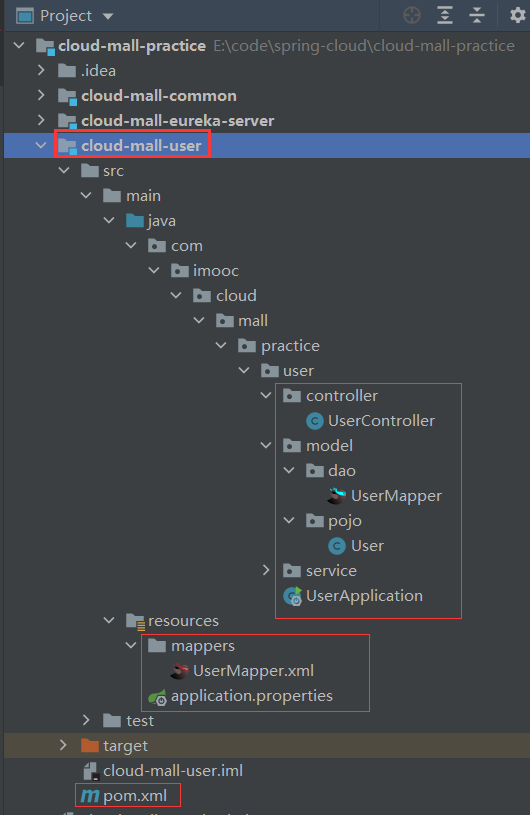 Project
cloud-mall-practice E:\code\spring-cloud\cloud-mall-practice
.idea
cloud-mall-common
cloud-mall-eureka-server
cloud-mall-user
src
main
java
com
imooc
cloud
mall
practice
user
controller
UserController
model
dao
UserMapper
pojo
User
service
UserApplication
resources
mappers
UserMapper.xml
application.properties
test
target
cloud-mall-user.iml
pom.xml